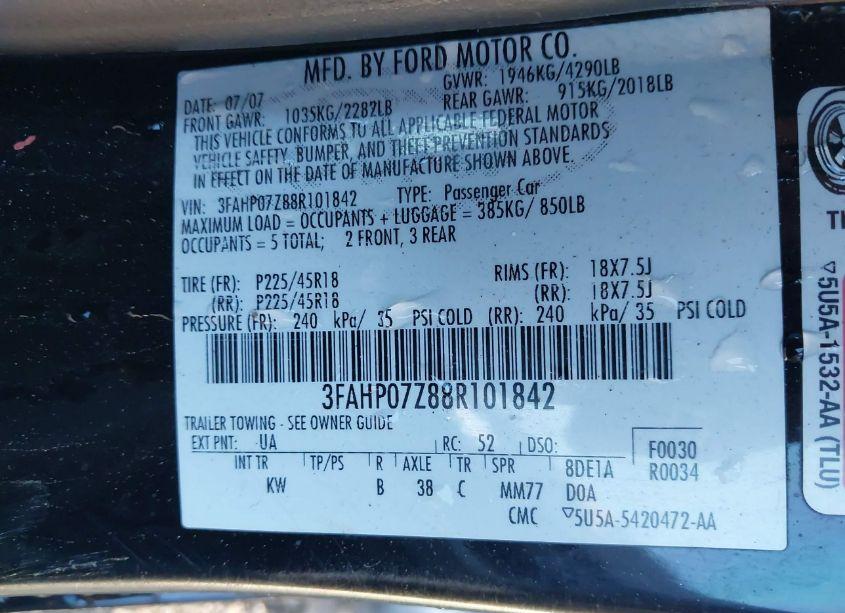 MFD. BY FORD MOTOR CO.
DATE: 07/07 GVWR: 1946KG/4290LB
FRONT GAWR: 1035KG/2282LB REAR GAWR: 915KG/2018LB
THIS VEHICLE CONFORMS TO ALL APPLICABLE FEDERAL MOTOR
VEHICLE SAFETY, BUMPER, AND THEFT PREVENTION STANDARDS
IN EFFECT ON THE DATE OF MANUFACTURE SHOWN ABOVE.
VIN: 3FAHP07Z88R101842 TYPE: Passenger Car
MAXIMUM LOAD = OCCUPANTS + LUGGAGE = 385KG/ 850LB
OCCUPANTS = 5 TOTAL; 2 FRONT, 3 REAR
TIRE (FR): P225/45R18 RIMS (FR): 18X7.5J
(RR): P225/45R18 (RR): 18X7.5J
PRESSURE (FR): 240 kPa/ 35 PSI COLD (RR): 240 kPa/ 35 PSI COLD
3FAHP07Z88R101842
TRAILER TOWING - SEE OWNER GUIDE
EXT PNT: UA RC: 52 DSO: F0030
R0034
INT TR TP/PS R AXLE TR SPR 8DE1A
KW B 38 C MM77 D0A
CMC ▽5U5A-5420472-AA
▽5U5A-1532-AA (TLU)